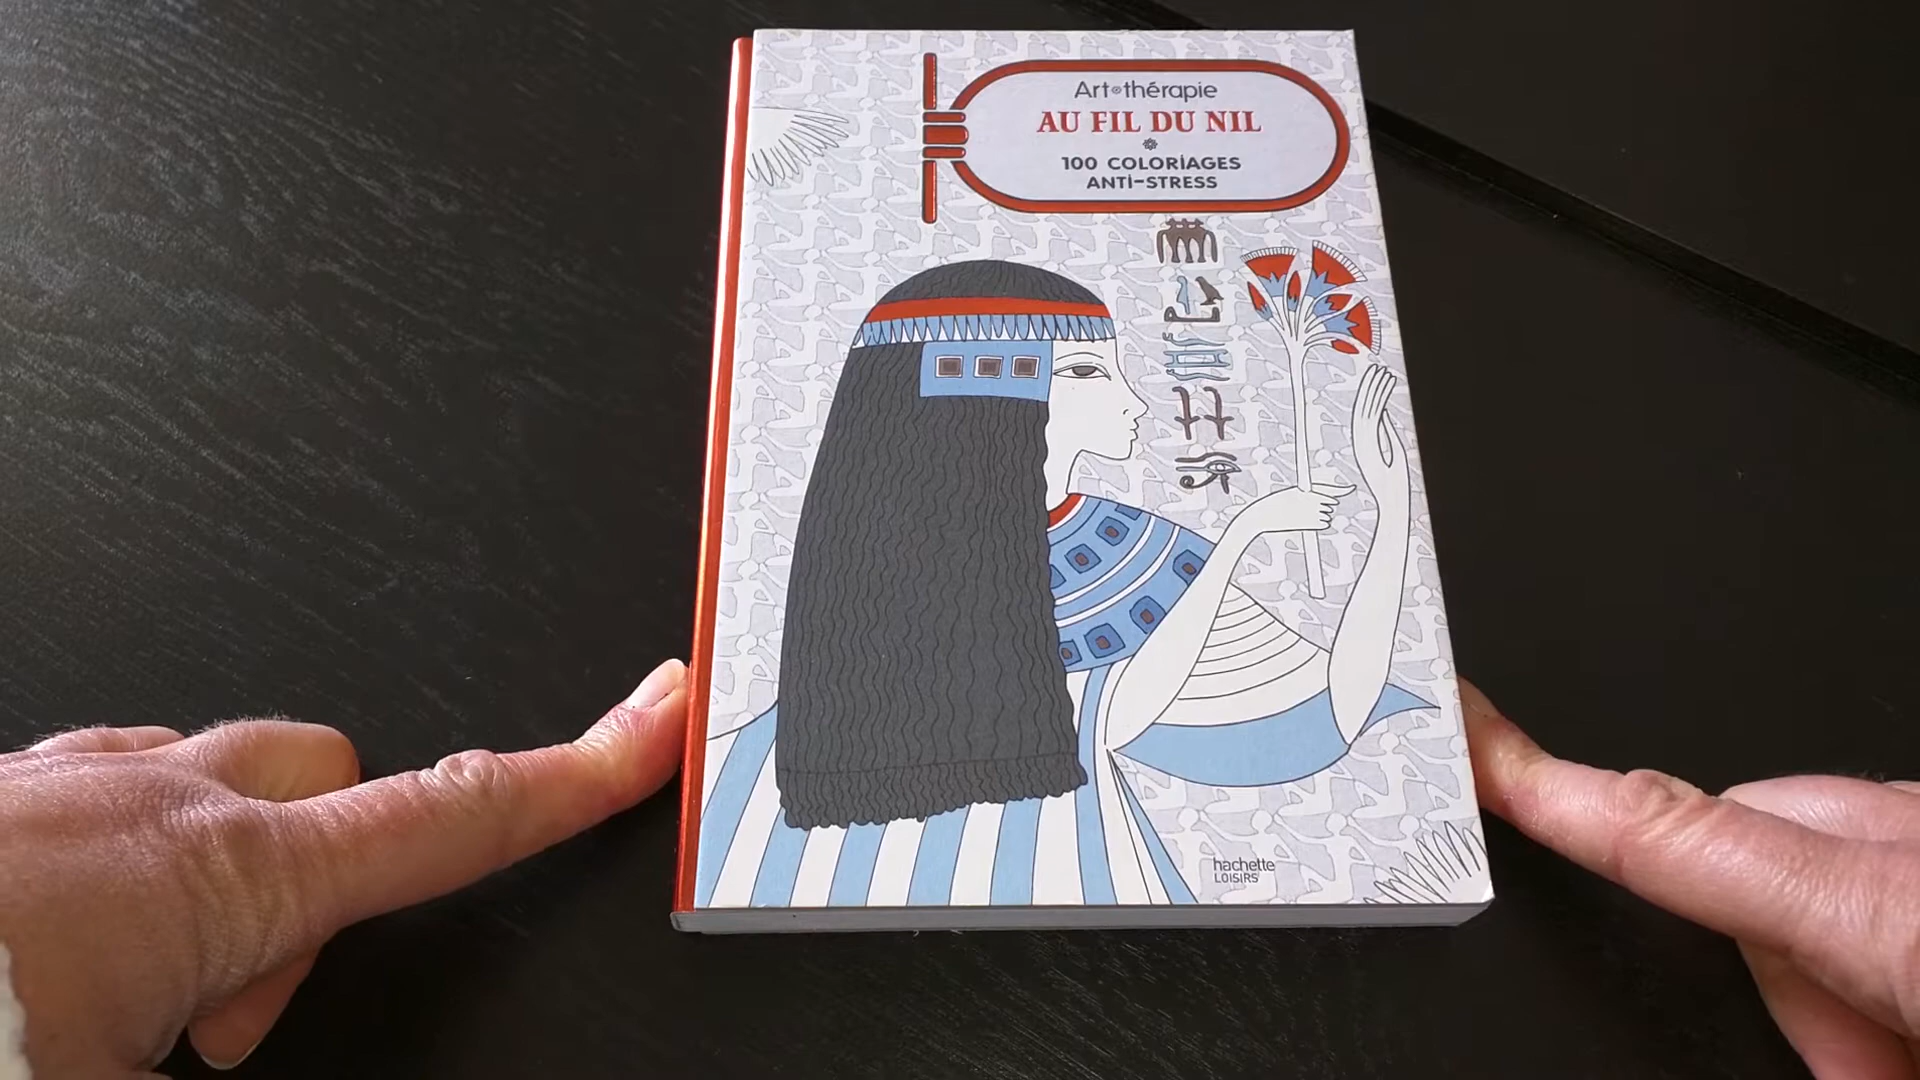 Art thérapie
AU FIL DU NIL
100 COLORiAGES
ANTi-STRESS
hachette
LOISIRS